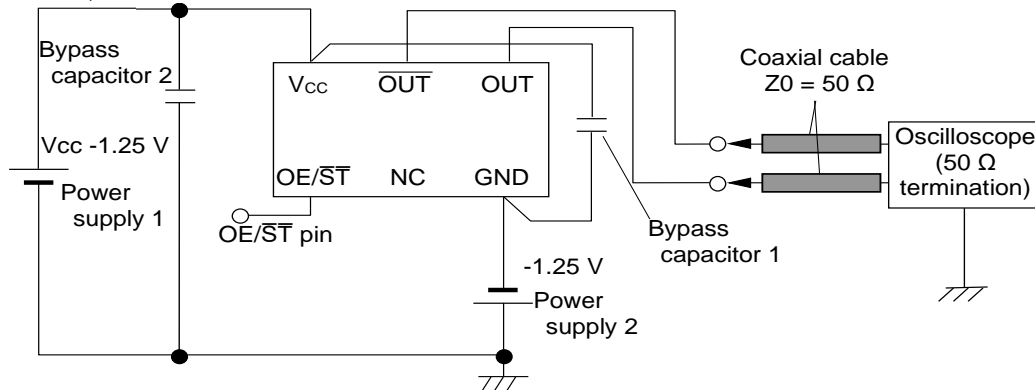 Bypass
capacitor 2
Vcc -1.25 V
Power
supply 1
VCC
OUT
OUT
OE/ST
NC
GND
OE/ST pin
-1.25 V
Power
supply 2
Bypass
capacitor 1
Coaxial cable
Z0 = 50 Ω
Oscilloscope
(50 Ω
termination)